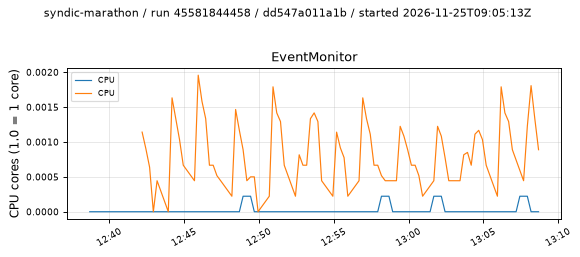 syndic-marathon / run 45581844458 / dd547a011a1b / started 2026-11-25T09:05:13Z
EventMonitor
CPU
CPU
CPU cores (1.0 = 1 core)
0.0020
0.0015
0.0010
0.0005
0.0000
12:40
12:45
12:50
12:55
13:00
13:05
13:10